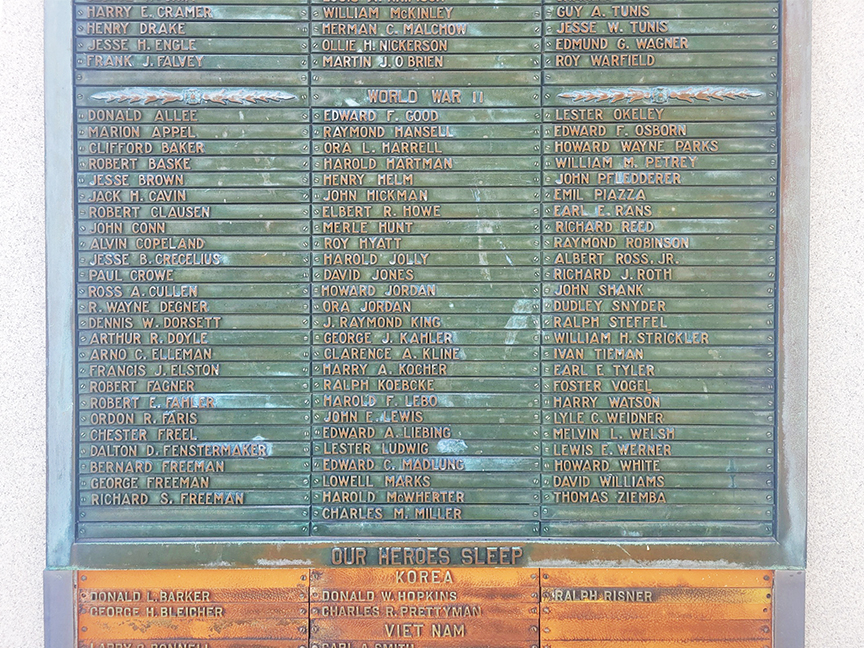 HARRY E. CRAMER
HENRY DRAKE
JESSE H. ENGLE
FRANK J. FALVEY
WILLIAM McKINLEY
HERMAN C. MALCHOW
OLLIE H. NICKERSON
MARTIN J. O BRIEN
GUY A. TUNIS
JESSE W. TUNIS
EDMUND G. WAGNER
ROY WARFIELD
WORLD WAR II
DONALD ALLEE
MARION APPEL
CLIFFORD BAKER
ROBERT BASKE
JESSE BROWN
JACK H. CAVIN
ROBERT CLAUSEN
JOHN CONN
ALVIN COPELAND
JESSE B. CRECELIUS
PAUL CROWE
ROSS A. CULLEN
R. WAYNE DEGNER
DENNIS W. DORSETT
ARTHUR R. DOYLE
ARNO C. ELLEMAN
FRANCIS J. ELSTON
ROBERT FAGNER
ROBERT E. FAHLER
ORDON R. FARIS
CHESTER FREEL
DALTON D. FENSTERMAKER
BERNARD FREEMAN
GEORGE FREEMAN
RICHARD S. FREEMAN
EDWARD F. GOOD
RAYMOND HANSELL
ORA L. HARRELL
HAROLD HARTMAN
HENRY HELM
JOHN HICKMAN
ELBERT R. HOWE
MERLE HUNT
ROY HYATT
HAROLD JOLLY
DAVID JONES
HOWARD JORDAN
ORA JORDAN
J. RAYMOND KING
GEORGE J. KAHLER
CLARENCE A. KLINE
HARRY A. KOCHER
RALPH KOEBCKE
HAROLD F. LEBO
JOHN E. LEWIS
EDWARD A. LIEBING
LESTER LUDWIG
EDWARD C. MADLUNG
LOWELL MARKS
HAROLD McWHERTER
CHARLES M. MILLER
LESTER OKELEY
EDWARD F. OSBORN
HOWARD WAYNE PARKS
WILLIAM M. PETREY
JOHN PFLEDDERER
EMIL PIAZZA
EARL E. RANS
RICHARD REED
RAYMOND ROBINSON
ALBERT ROSS, JR.
RICHARD J. ROTH
JOHN SHANK
DUDLEY SNYDER
RALPH STEFFEL
WILLIAM H. STRICKLER
IVAN TIEMAN
EARL E TYLER
FOSTER VOGEL
HARRY WATSON
LYLE C. WEIDNER
MELVIN L. WELSH
LEWIS E. WERNER
HOWARD WHITE
DAVID WILLIAMS
THOMAS ZIEMBA
OUR HEROES SLEEP
KOREA
DONALD L. BARKER
GEORGE H. BLEICHER
DONALD W. HOPKINS
CHARLES R. PRETTYMAN
RALPH RISNER
VIET NAM